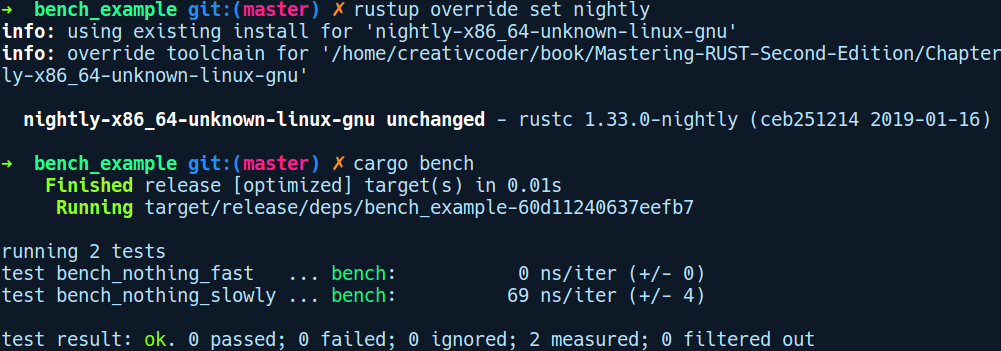 ➜  bench_example git:(master) ✗ rustup override set nightly
info: using existing install for 'nightly-x86_64-unknown-linux-gnu'
info: override toolchain for '/home/creativcoder/book/Mastering-RUST-Second-Edition/Chapter
ly-x86_64-unknown-linux-gnu'
  nightly-x86_64-unknown-linux-gnu unchanged - rustc 1.33.0-nightly (ceb251214 2019-01-16)
➜  bench_example git:(master) ✗ cargo bench
    Finished release [optimized] target(s) in 0.01s
     Running target/release/deps/bench_example-60d11240637eefb7
running 2 tests
test bench_nothing_fast   ... bench:           0 ns/iter (+/- 0)
test bench_nothing_slowly ... bench:          69 ns/iter (+/- 4)
test result: ok. 0 passed; 0 failed; 0 ignored; 2 measured; 0 filtered out